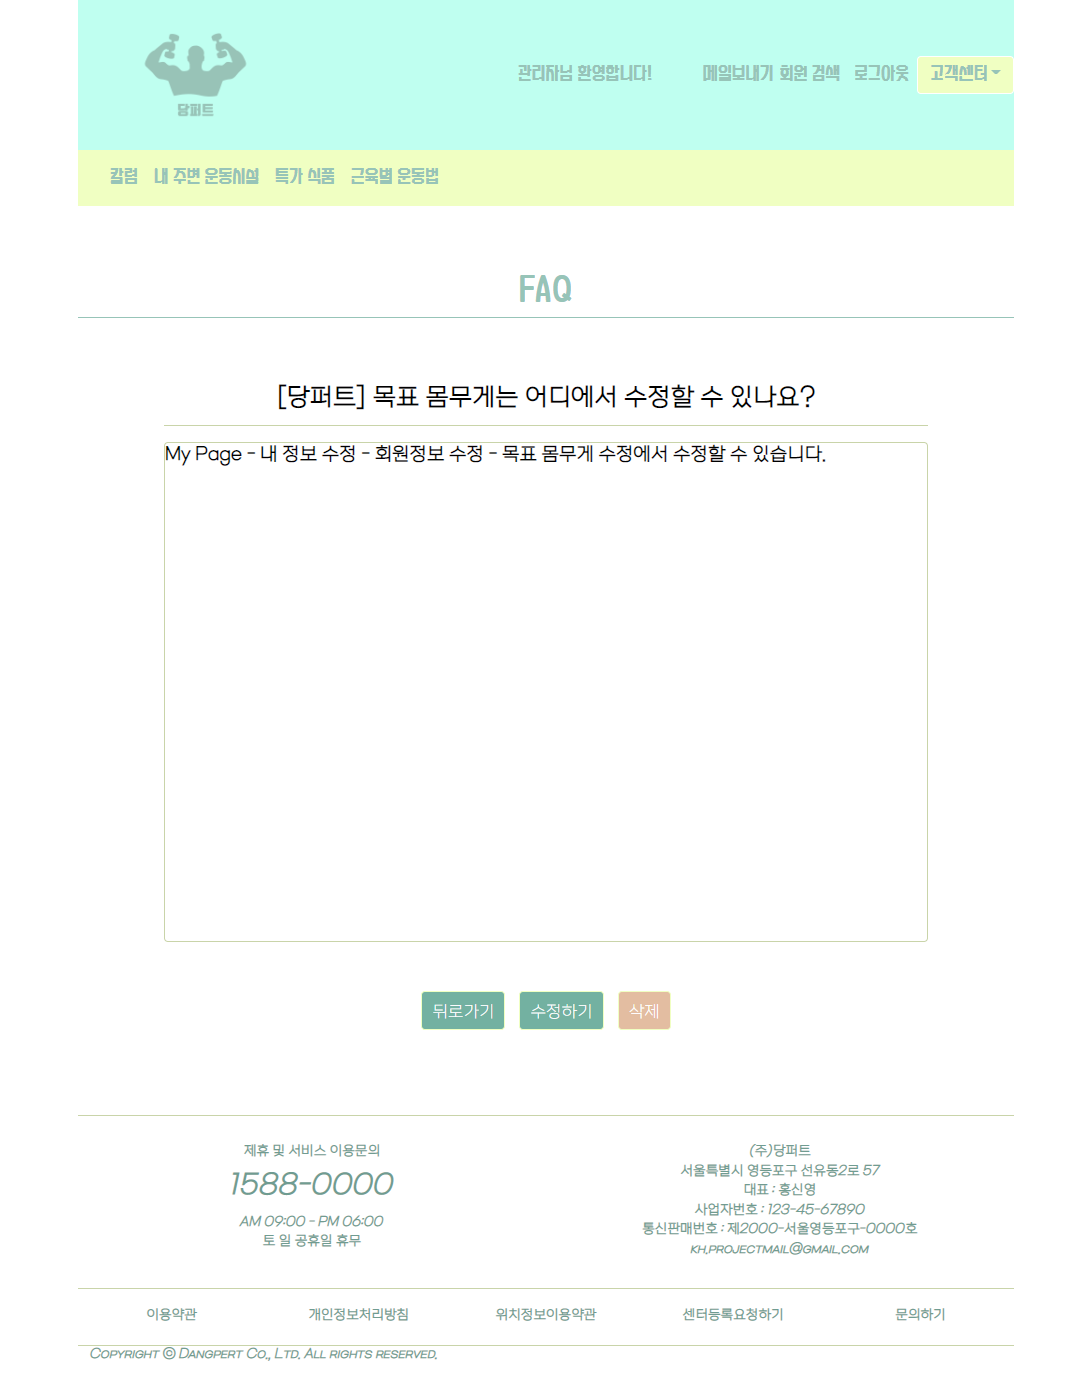 당퍼트
관리자님 환영합니다! 메일보내기 회원 검색 로그아웃 고객센터
칼럼 내 주변 운동시설 특가 식품 근육별 운동법
FAQ
[당퍼트] 목표 몸무게는 어디에서 수정할 수 있나요?
My Page - 내 정보 수정 - 회원정보 수정 - 목표 몸무게 수정에서 수정할 수 있습니다.
뒤로가기 수정하기 삭제
제휴 및 서비스 이용문의
1588-0000
AM 09:00 - PM 06:00
토 일 공휴일 휴무
(주)당퍼트
서울특별시 영등포구 선유동2로 57
대표 : 홍신영
사업자번호 : 123-45-67890
통신판매번호 : 제2000-서울영등포구-0000호
KH.PROJECTMAIL@GMAIL.COM
이용약관 개인정보처리방침 위치정보이용약관 센터등록요청하기 문의하기
Copyright ⓒ Dangpert Co., Ltd. All rights reserved.